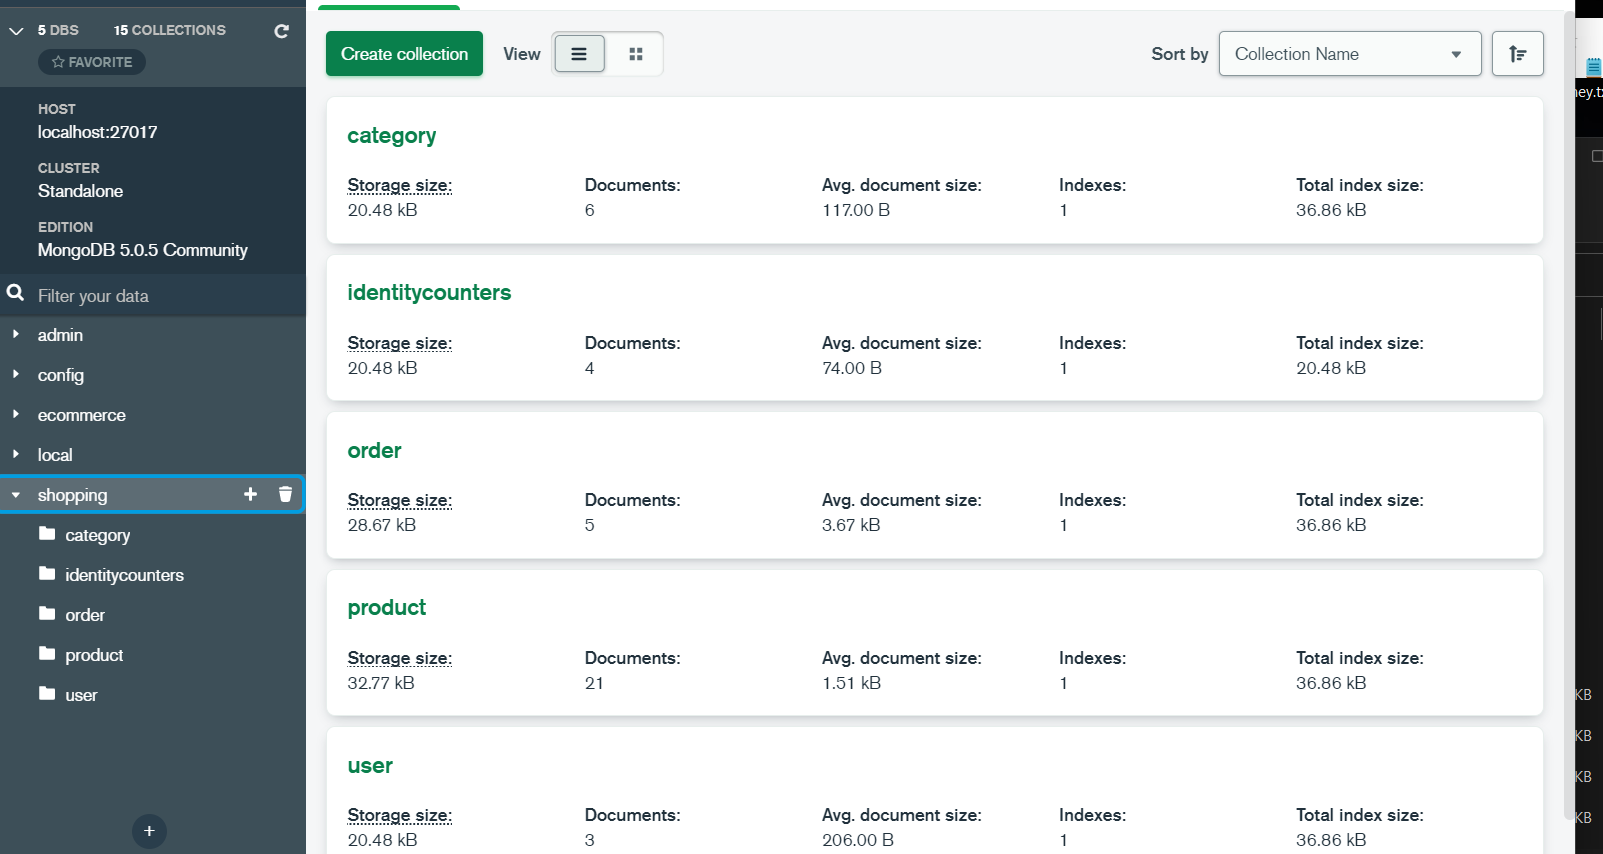 5 DBS 15 COLLECTIONS
FAVORITE
HOST
localhost:27017
CLUSTER
Standalone
EDITION
MongoDB 5.0.5 Community
Filter your data
admin
config
ecommerce
local
shopping
category
identitycounters
order
product
user
Create collection View Sort by Collection Name
category
Storage size: Documents: Avg. document size: Indexes: Total index size:
20.48 kB 6 117.00 B 1 36.86 kB
identitycounters
Storage size: Documents: Avg. document size: Indexes: Total index size:
20.48 kB 4 74.00 B 1 20.48 kB
order
Storage size: Documents: Avg. document size: Indexes: Total index size:
28.67 kB 5 3.67 kB 1 36.86 kB
product
Storage size: Documents: Avg. document size: Indexes: Total index size:
32.77 kB 21 1.51 kB 1 36.86 kB
user
Storage size: Documents: Avg. document size: Indexes: Total index size:
20.48 kB 3 206.00 B 1 36.86 kB
KB
KB
KB
KB